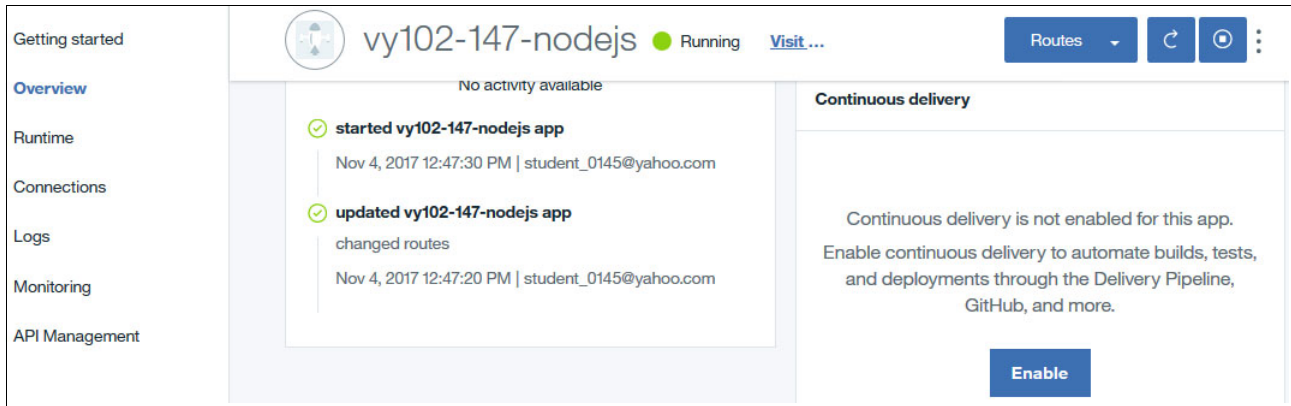 Getting started
Overview
Runtime
Connections
Logs
Monitoring
API Management
vy102-147-nodejs Running Visit ...
Routes
No activity available
started vy102-147-nodejs app
Nov 4, 2017 12:47:30 PM | student_0145@yahoo.com
updated vy102-147-nodejs app
changed routes
Nov 4, 2017 12:47:20 PM | student_0145@yahoo.com
Continuous delivery
Continuous delivery is not enabled for this app.
Enable continuous delivery to automate builds, tests,
and deployments through the Delivery Pipeline,
GitHub, and more.
Enable